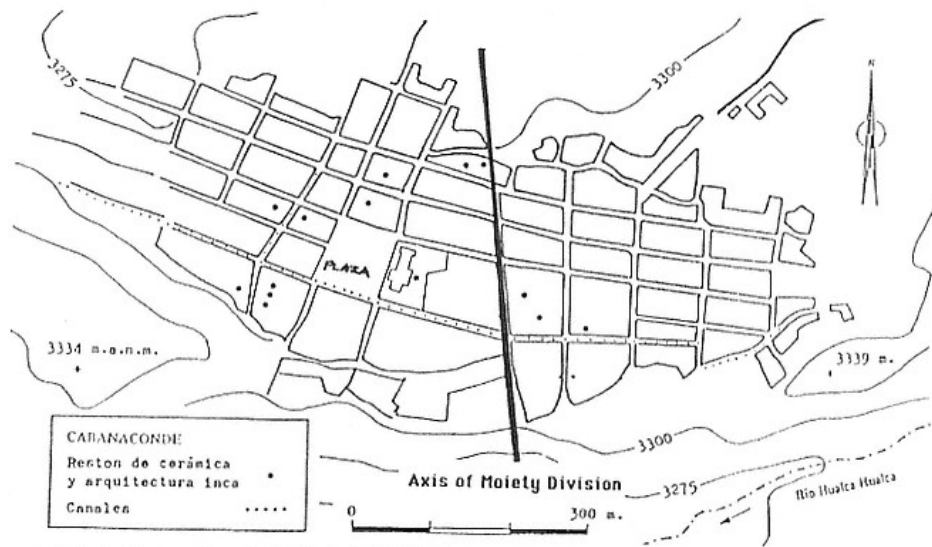 3275
3300
N
PLAZA
3334 m.a.n.m.
3339 m.
CABANACONDE
Restos de cerámica
y arquitectura inca
Canales
3300
Axis of Moiety Division
3275
Río Hualca Hualca
0 300 m.